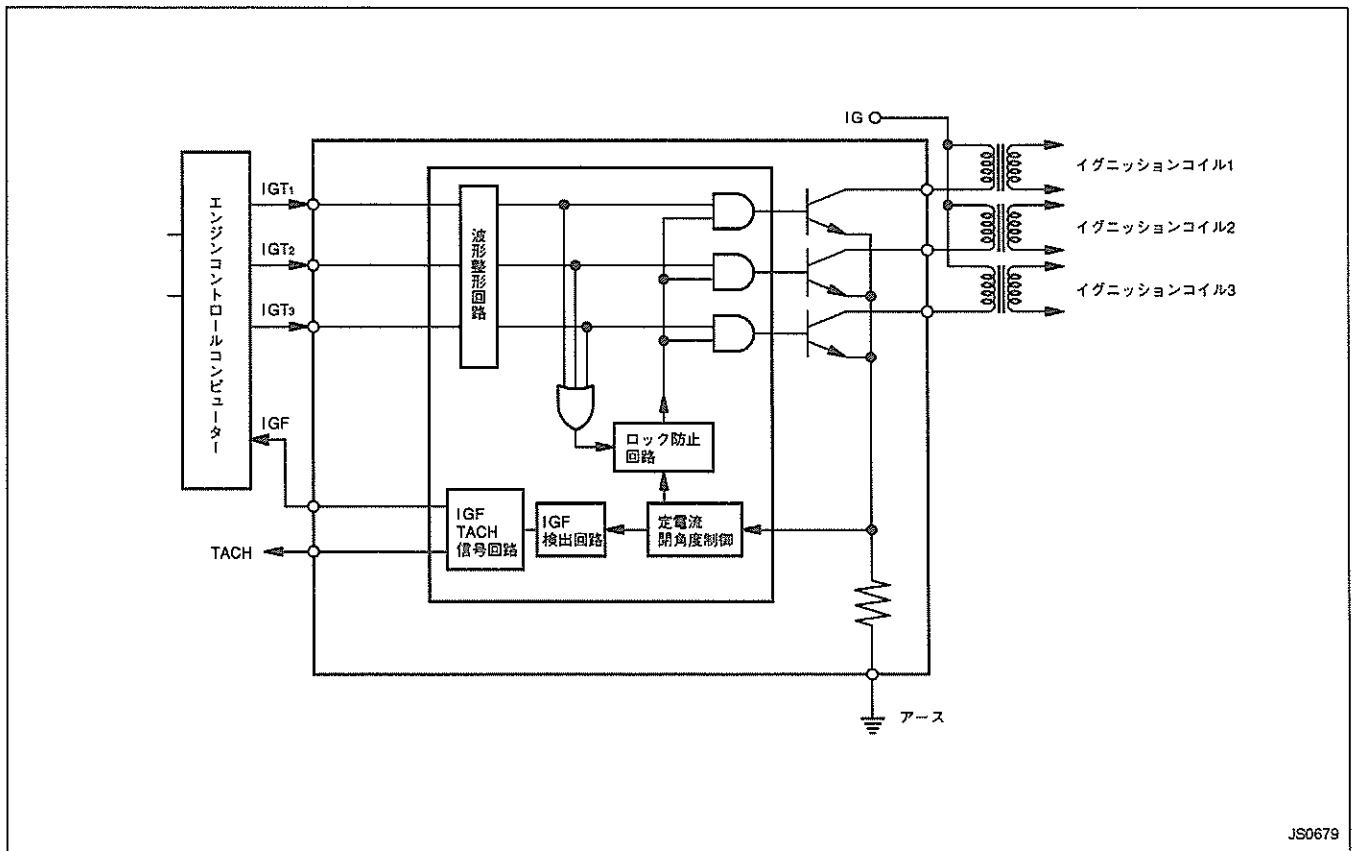 IG
イグニッションコイル1
イグニッションコイル2
イグニッションコイル3
エンジンコントロールコンピューター
IGT1
IGT2
IGT3
IGF
TACH
波形整形回路
ロック防止
回路
IGF
TACH
信号回路
IGF
検出回路
定電流
閉角度制御
アース
JS0679